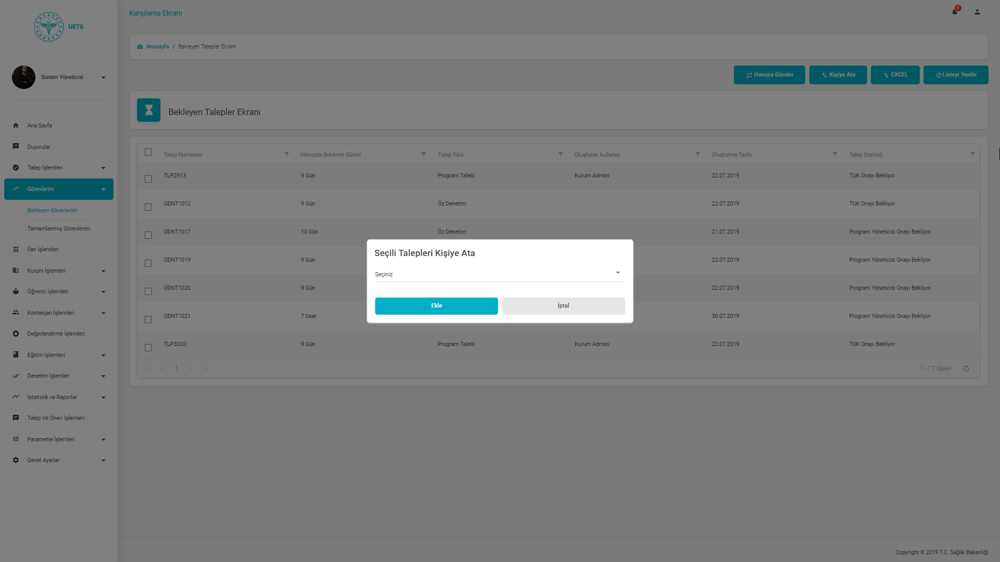 UETS
Karşılama Ekranı
0
Anasayfa / Bekleyen Talepler Ekranı
Sistem Yöneticisi
Havuza Gönder
Kişiye Ata
EXCEL
Listeyi Yenile
Bekleyen Talepler Ekranı
Ana Sayfa
Duyurular
Talep İşlemleri
Görevlerim
Bekleyen Görevlerim
Tamamlanmış Görevlerim
İlan İşlemleri
Kurum İşlemleri
Öğrenci İşlemleri
Kontenjan İşlemleri
Değerlendirme İşlemleri
Eğitim İşlemleri
Denetim İşlemleri
İstatistik ve Raporlar
Talep Ve Öneri İşlemleri
Parametre İşlemleri
Genel Ayarlar
Talep Numarası Havuzda Bekleme Süresi Talep Türü Oluşturan Kullanıcı Oluşturma Tarihi Talep Statüsü
TLP2913 9 Gün Program Talebi Kurum Admini 22.07.2019 TUK Onayı Bekliyor
ODNT1012 9 Gün Öz Denetim 22.07.2019 TUK Onayı Bekliyor
ODNT1017 10 Gün Öz Denetim 21.07.2019 Program Yöneticisi Onayı Bekliyor
ODNT1019 9 Gün 22.07.2019 Program Yöneticisi Onayı Bekliyor
ODNT1020 9 Gün 22.07.2019 Program Yöneticisi Onayı Bekliyor
ODNT1021 7 Saat 30.07.2019 Program Yöneticisi Onayı Bekliyor
TLP3020 9 Gün Program Talebi Kurum Admini 22.07.2019 TUK Onayı Bekliyor
1
1 - 7 7 öğeleri
Seçili Talepleri Kişiye Ata
Seçiniz
Ekle
İptal
Copyright © 2019 T.C. Sağlık Bakanlığı